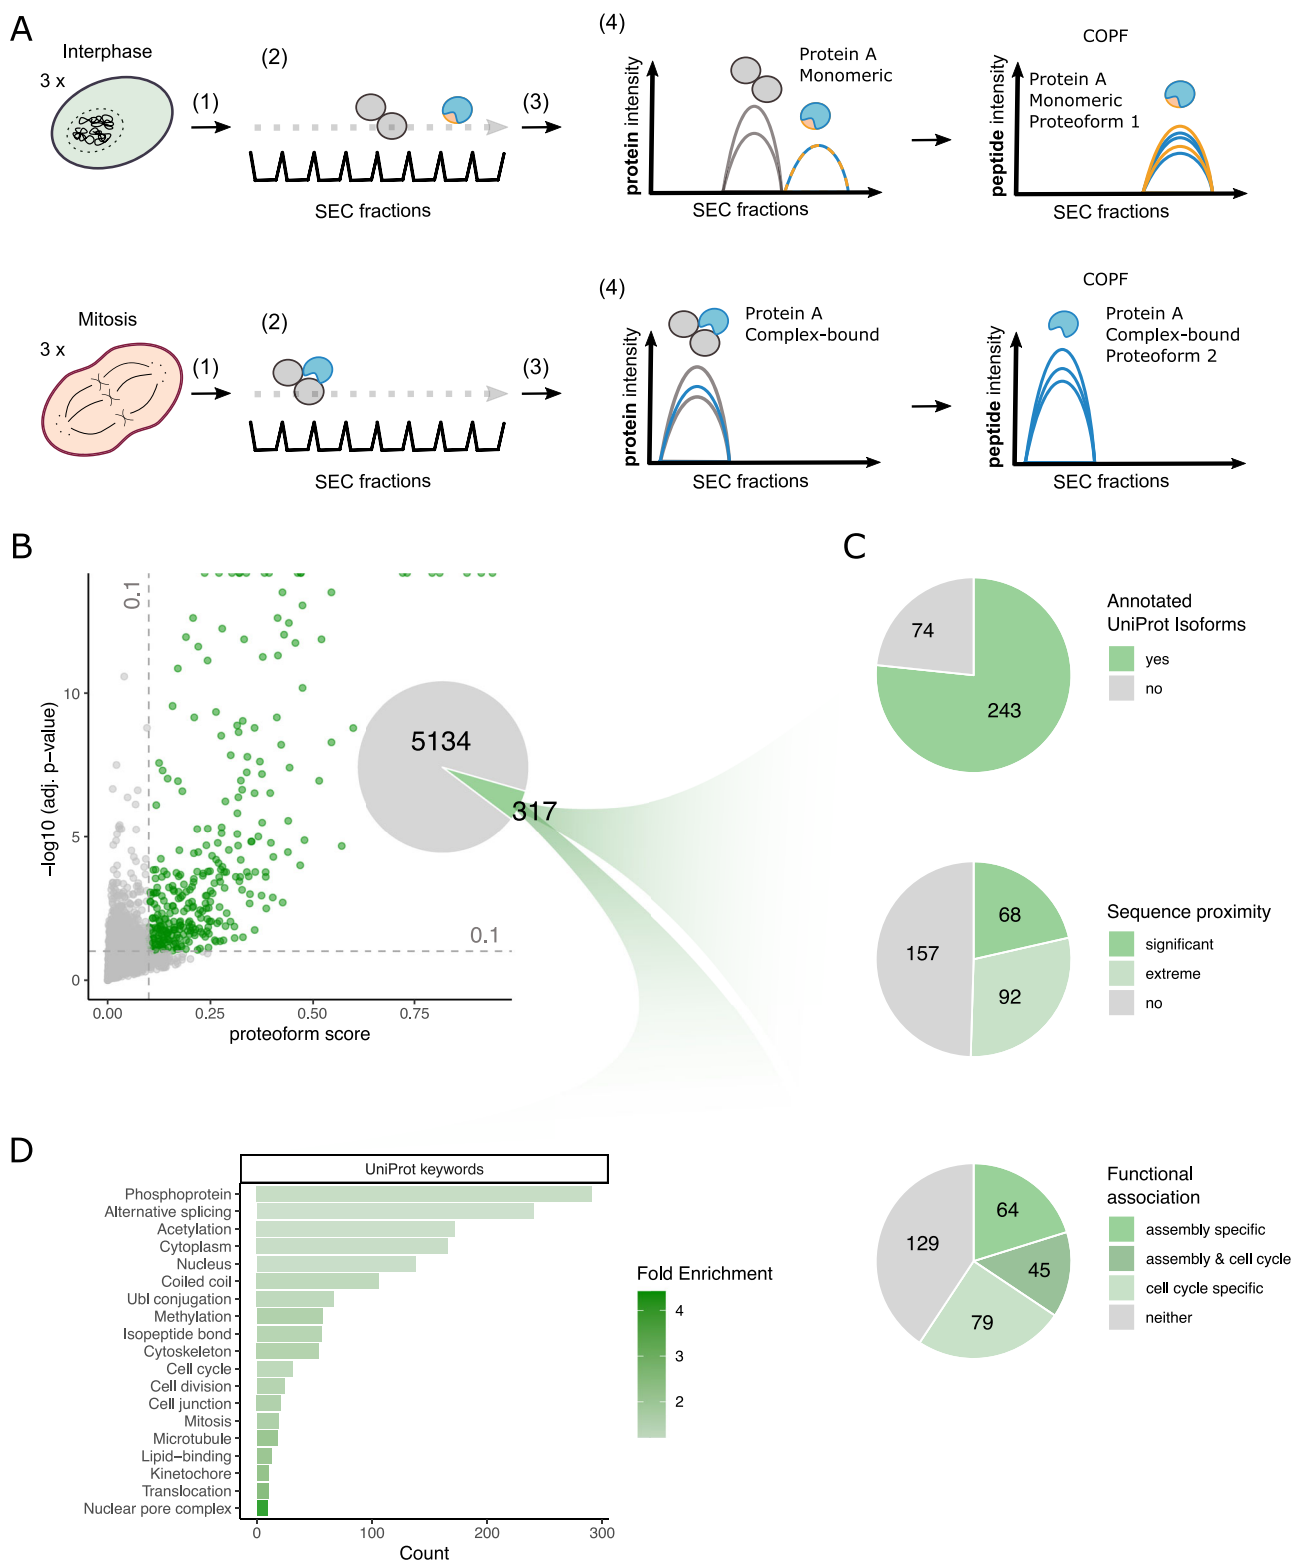 A
Interphase
3 x
(1)
(2)
(3)
SEC fractions
(4)
Protein A
Monomeric
protein intensity
SEC fractions
COPF
Protein A
Monomeric
Proteoform 1
peptide intensity
SEC fractions
Mitosis
3 x
(1)
(2)
(3)
SEC fractions
(4)
Protein A
Complex-bound
protein intensity
SEC fractions
COPF
Protein A
Complex-bound
Proteoform 2
peptide intensity
SEC fractions
B
0.1
10
5
0
−log10 (adj. p−value)
0.1
0.00
0.25
0.50
0.75
proteoform score
5134
317
C
74
243
Annotated
UniProt Isoforms
yes
no
68
157
92
Sequence proximity
significant
extreme
no
64
129
45
79
Functional
association
assembly specific
assembly & cell cycle
cell cycle specific
neither
D
UniProt keywords
Phosphoprotein
Alternative splicing
Acetylation
Cytoplasm
Nucleus
Coiled coil
Ubl conjugation
Methylation
Isopeptide bond
Cytoskeleton
Cell cycle
Cell division
Cell junction
Mitosis
Microtubule
Lipid−binding
Kinetochore
Translocation
Nuclear pore complex
0
100
200
300
Count
Fold Enrichment
4
3
2